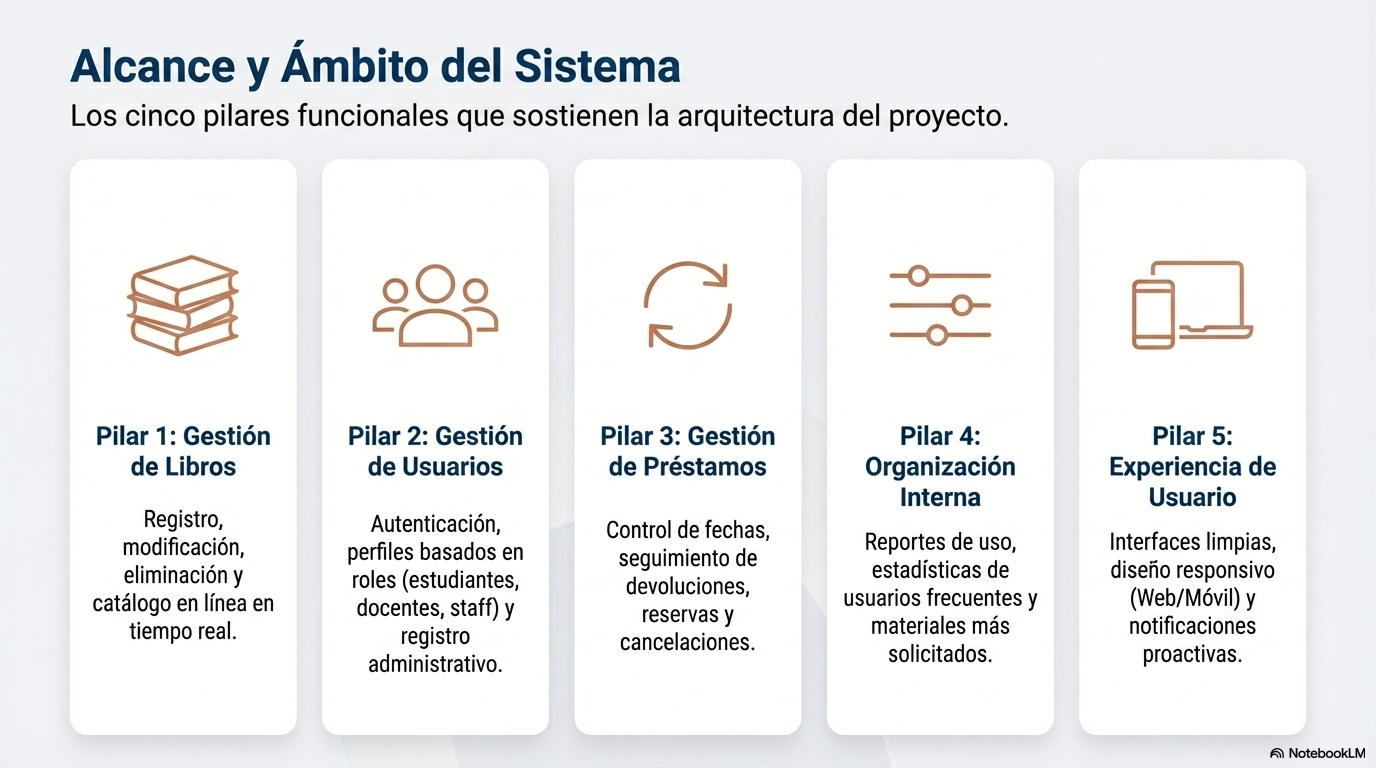 Alcance y Ámbito del Sistema
Los cinco pilares funcionales que sostienen la arquitectura del proyecto.
Pilar 1: Gestión
de Libros
Registro,
modificación,
eliminación y
catálogo en línea en
tiempo real.
Pilar 2: Gestión
de Usuarios
Autenticación,
perfiles basados en
roles (estudiantes,
docentes, staff) y
registro
administrativo.
Pilar 3: Gestión
de Préstamos
Control de fechas,
seguimiento de
devoluciones,
reservas y
cancelaciones.
Pilar 4:
Organización
Interna
Reportes de uso,
estadísticas de
usuarios frecuentes y
materiales más
solicitados.
Pilar 5:
Experiencia de
Usuario
Interfaces limpias,
diseño responsivo
(Web/Móvil) y
notificaciones
proactivas.
NotebookLM